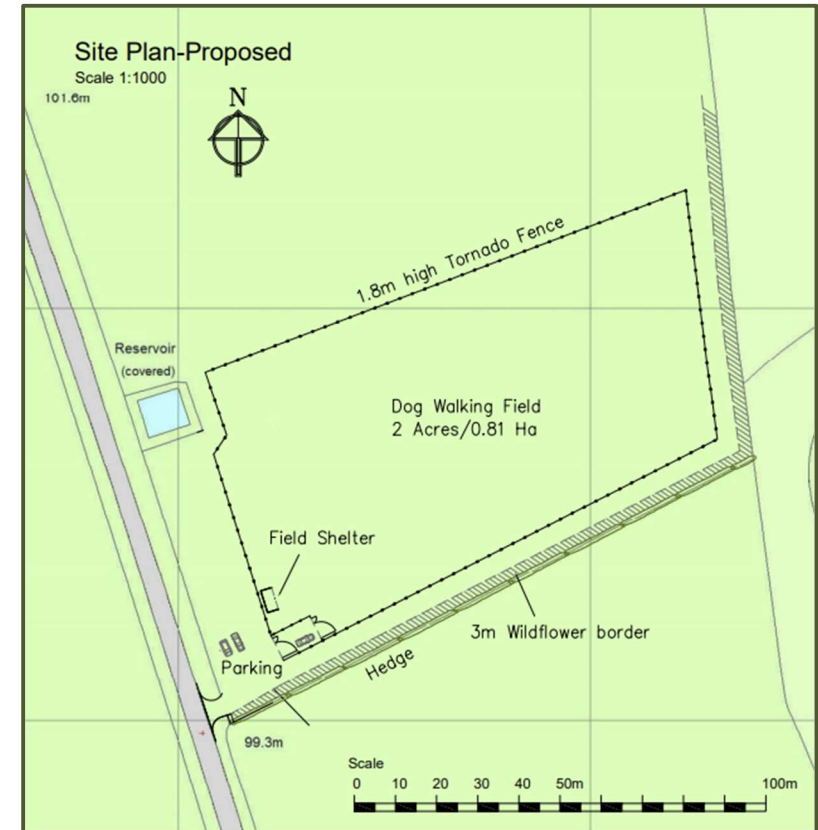 Site Plan-Proposed
Scale 1:1000
101.6m
N
1.8m high Tornado Fence
Reservoir
(covered)
Dog Walking Field
2 Acres/0.81 Ha
Field Shelter
3m Wildflower border
Parking
Hedge
99.3m
Scale
0 10 20 30 40 50m 100m